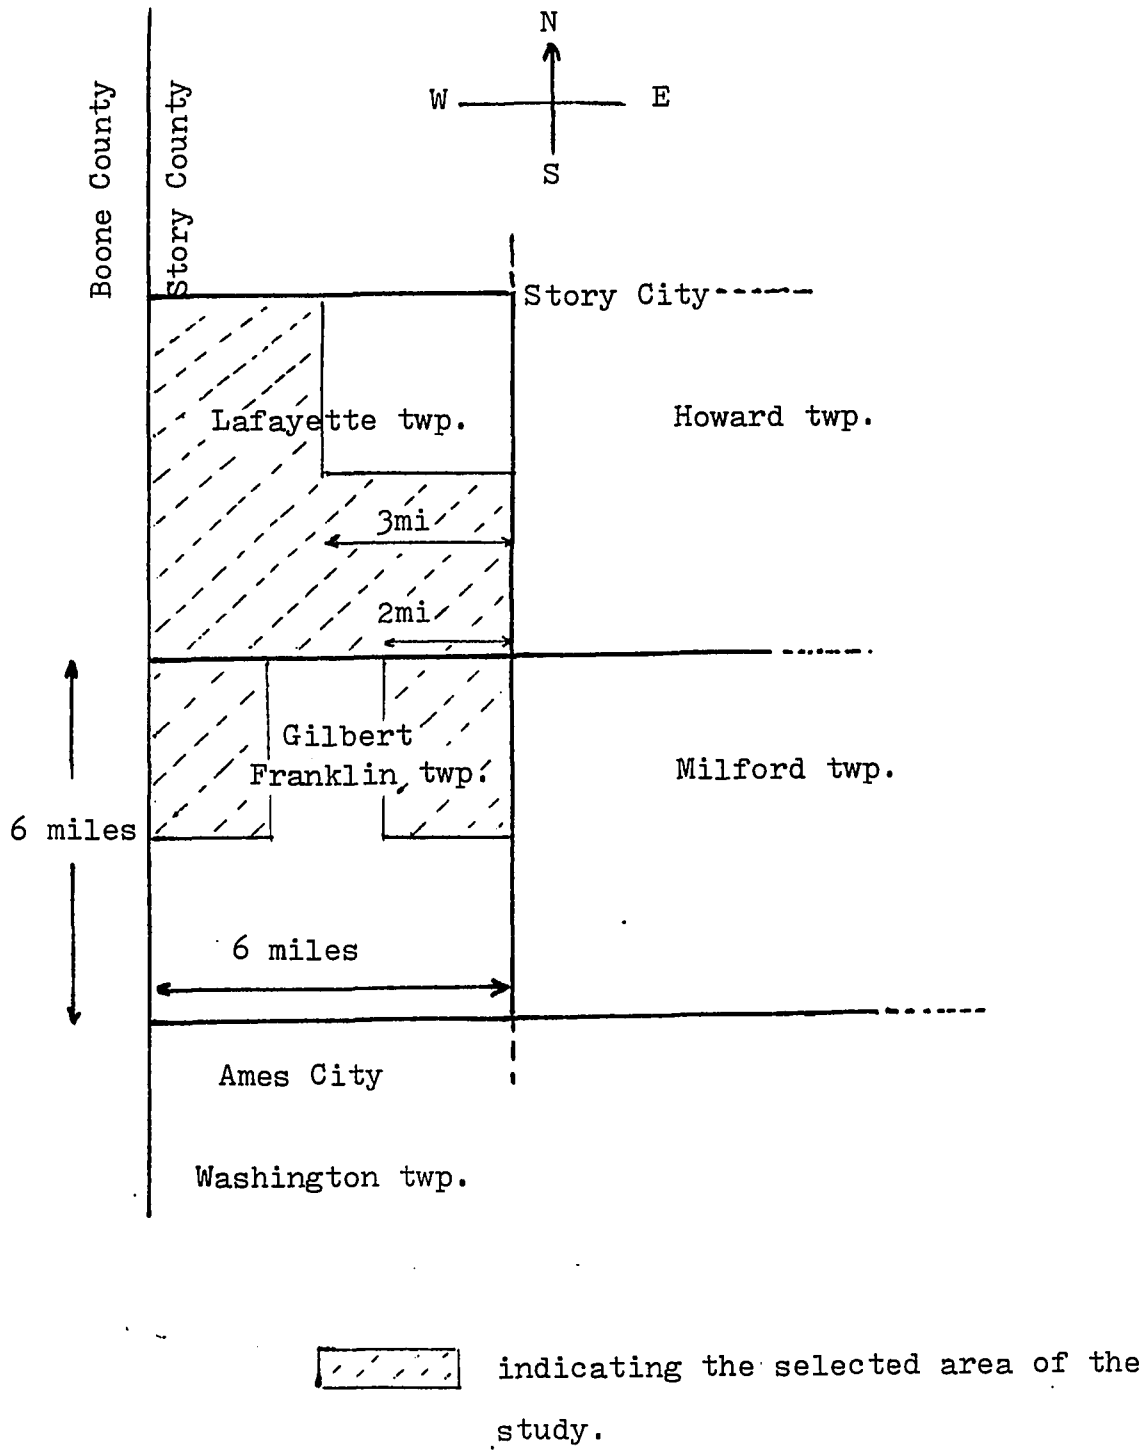 N
W E
S
Boone County
Story County
Story City
Lafayette twp.
Howard twp.
3mi
2mi
Gilbert
Franklin twp.
Milford twp.
6 miles
6 miles
Ames City
Washington twp.
indicating the selected area of the
study.